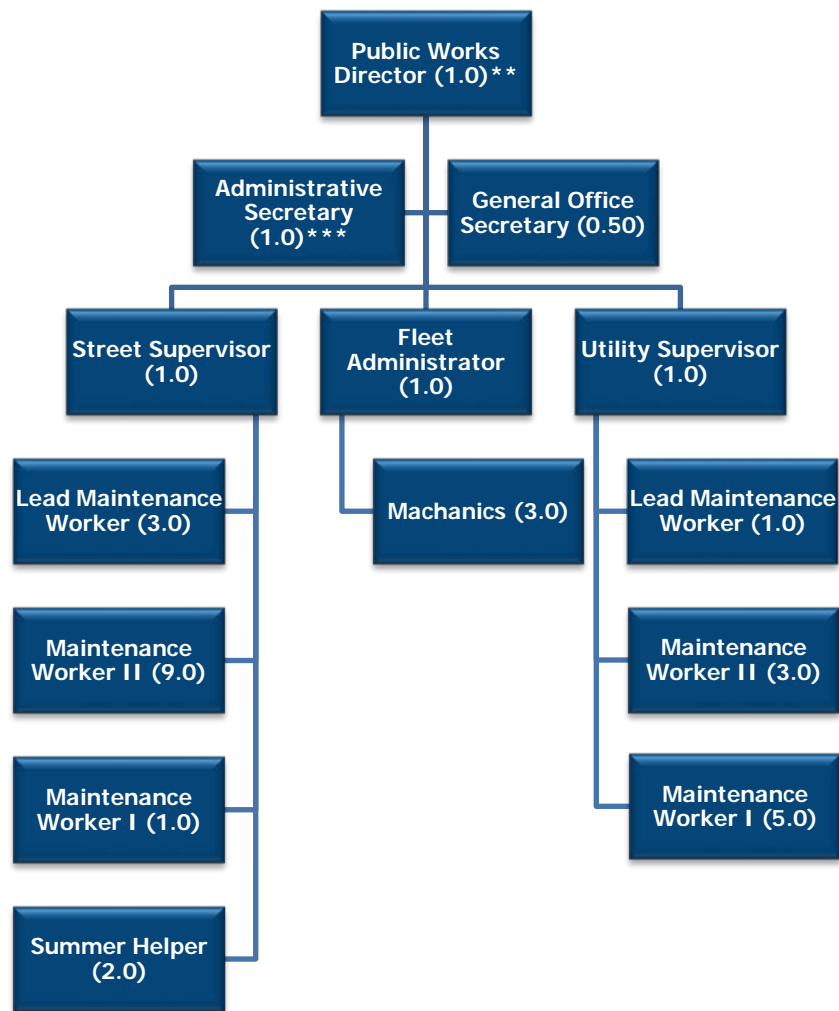 Public Works
Director (1.0)**
Administrative
Secretary
(1.0)***
General Office
Secretary (0.50)
Street Supervisor
(1.0)
Fleet
Administrator
(1.0)
Utility Supervisor
(1.0)
Lead Maintenance
Worker (3.0)
Machanics (3.0)
Lead Maintenance
Worker (1.0)
Maintenance
Worker II (9.0)
Maintenance
Worker II (3.0)
Maintenance
Worker I (1.0)
Maintenance
Worker I (5.0)
Summer Helper
(2.0)